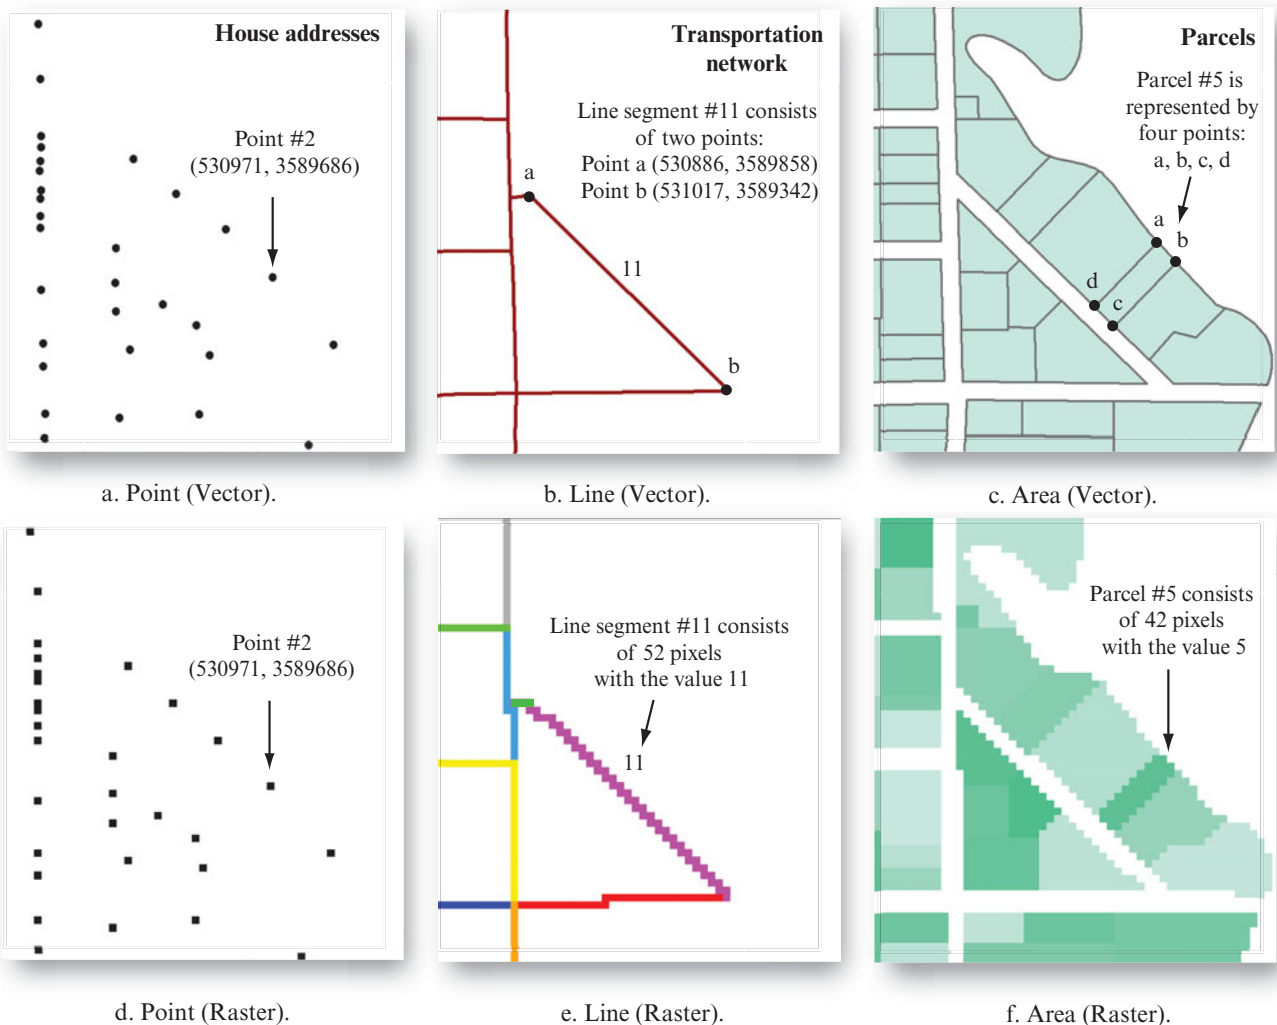 House addresses
Point #2
(530971, 3589686)
a. Point (Vector).
Transportation
network
Line segment #11 consists
of two points:
Point a (530886, 3589858)
Point b (531017, 3589342)
a
11
b
b. Line (Vector).
Parcels
Parcel #5 is
represented by
four points:
a, b, c, d
a
b
d
c
c. Area (Vector).
Point #2
(530971, 3589686)
d. Point (Raster).
Line segment #11 consists
of 52 pixels
with the value 11
11
e. Line (Raster).
Parcel #5 consists
of 42 pixels
with the value 5
f. Area (Raster).